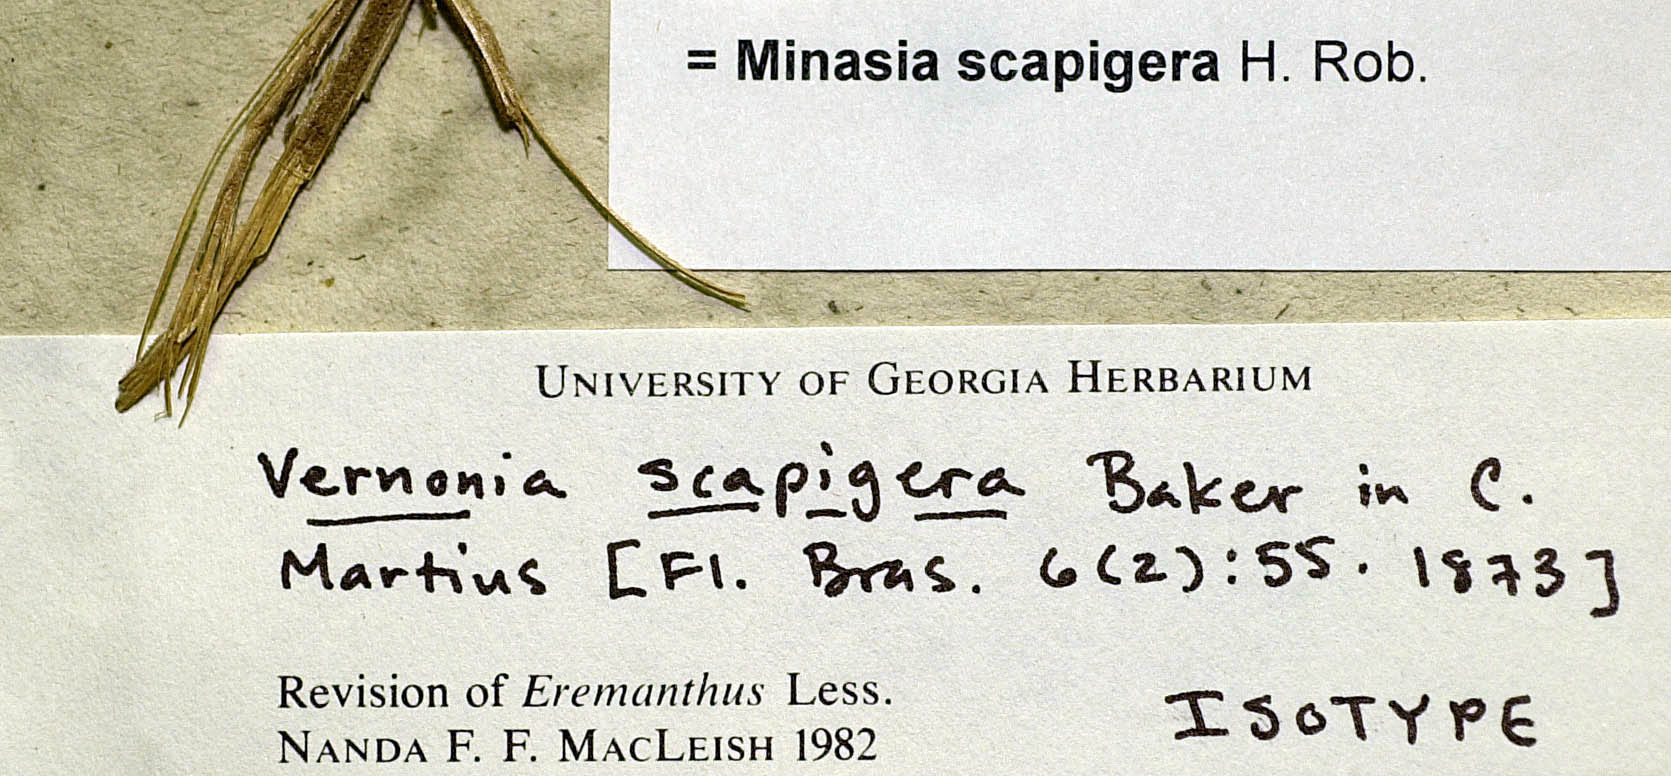 = Minasia scapigera H. Rob.
UNIVERSITY OF GEORGIA HERBARIUM
Vernonia scapigera Baker in C.
Martius [Fl. Bras. 6(2):55. 1873]
Revision of Eremanthus Less.
NANDA F. F. MACLEISH 1982
ISOTYPE